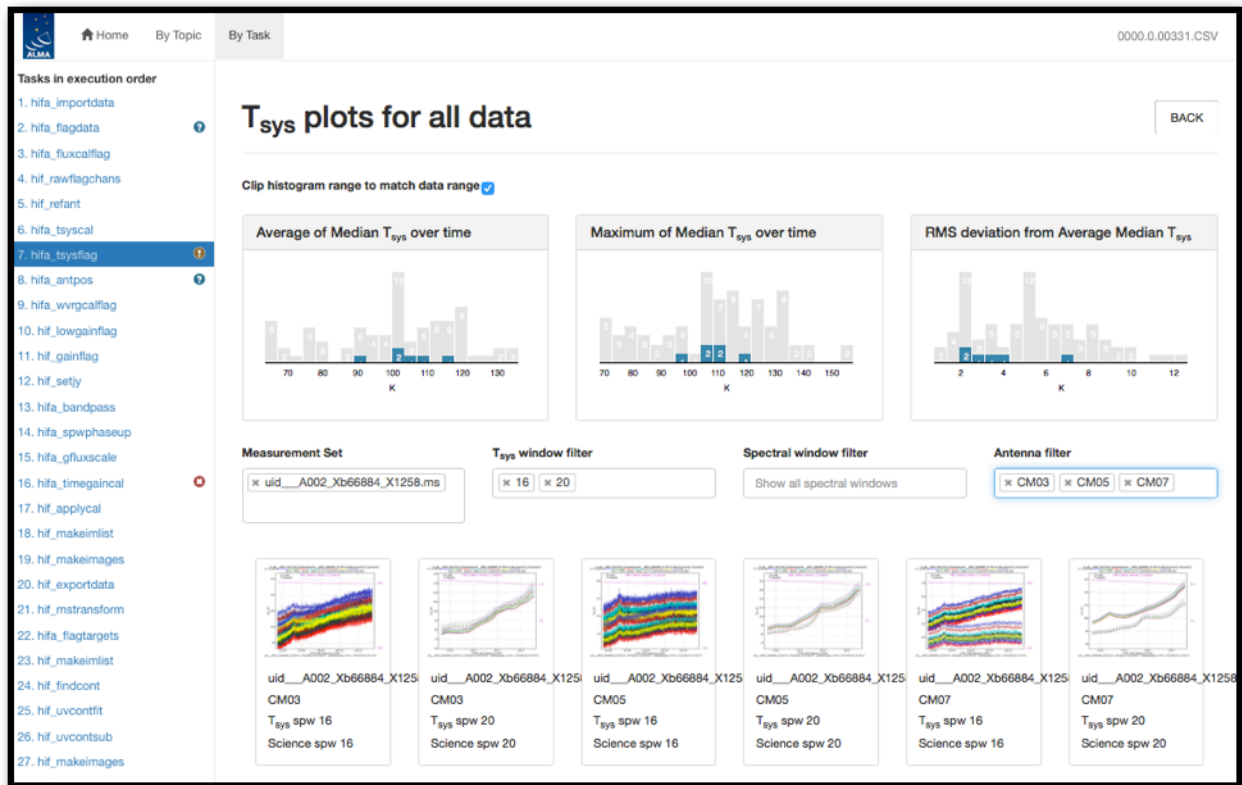 ALMA
Home
By Topic
By Task
0000.0.00331.CSV
Tasks in execution order
1. hifa_importdata
2. hifa_flagdata
3. hifa_fluxcalflag
4. hif_rawflagchans
5. hif_refant
6. hifa_tsyscal
7. hifa_tsysflag
8. hifa_antpos
9. hifa_wvrgcalflag
10. hif_lowgainflag
11. hif_gainflag
12. hif_setjy
13. hifa_bandpass
14. hifa_spwphaseup
15. hifa_gfluxscale
16. hifa_timegaincal
17. hif_applycal
18. hif_makeimlist
19. hif_makeimages
20. hif_exportdata
21. hif_mstransform
22. hifa_flagtargets
23. hif_makeimlist
24. hif_findcont
25. hif_uvcontfit
26. hif_uvcontsub
27. hif_makeimages
Tsys plots for all data
BACK
Clip histogram range to match data range
Average of Median Tsys over time
70 80 90 100 110 120 130
K
Maximum of Median Tsys over time
70 80 90 100 110 120 130 140 150
K
RMS deviation from Average Median Tsys
2 4 6 8 10 12
K
Measurement Set
uid___A002_Xb66884_X1258.ms
Tsys window filter
16 20
Spectral window filter
Show all spectral windows
Antenna filter
CM03 CM05 CM07
uid___A002_Xb66884_X125
CM03
Tsys spw 16
Science spw 16
uid___A002_Xb66884_X1258
CM03
Tsys spw 20
Science spw 20
uid___A002_Xb66884_X125
CM05
Tsys spw 16
Science spw 16
uid___A002_Xb66884_X125
CM05
Tsys spw 20
Science spw 20
uid___A002_Xb66884_X125
CM07
Tsys spw 16
Science spw 16
uid___A002_Xb66884_X1258
CM07
Tsys spw 20
Science spw 20